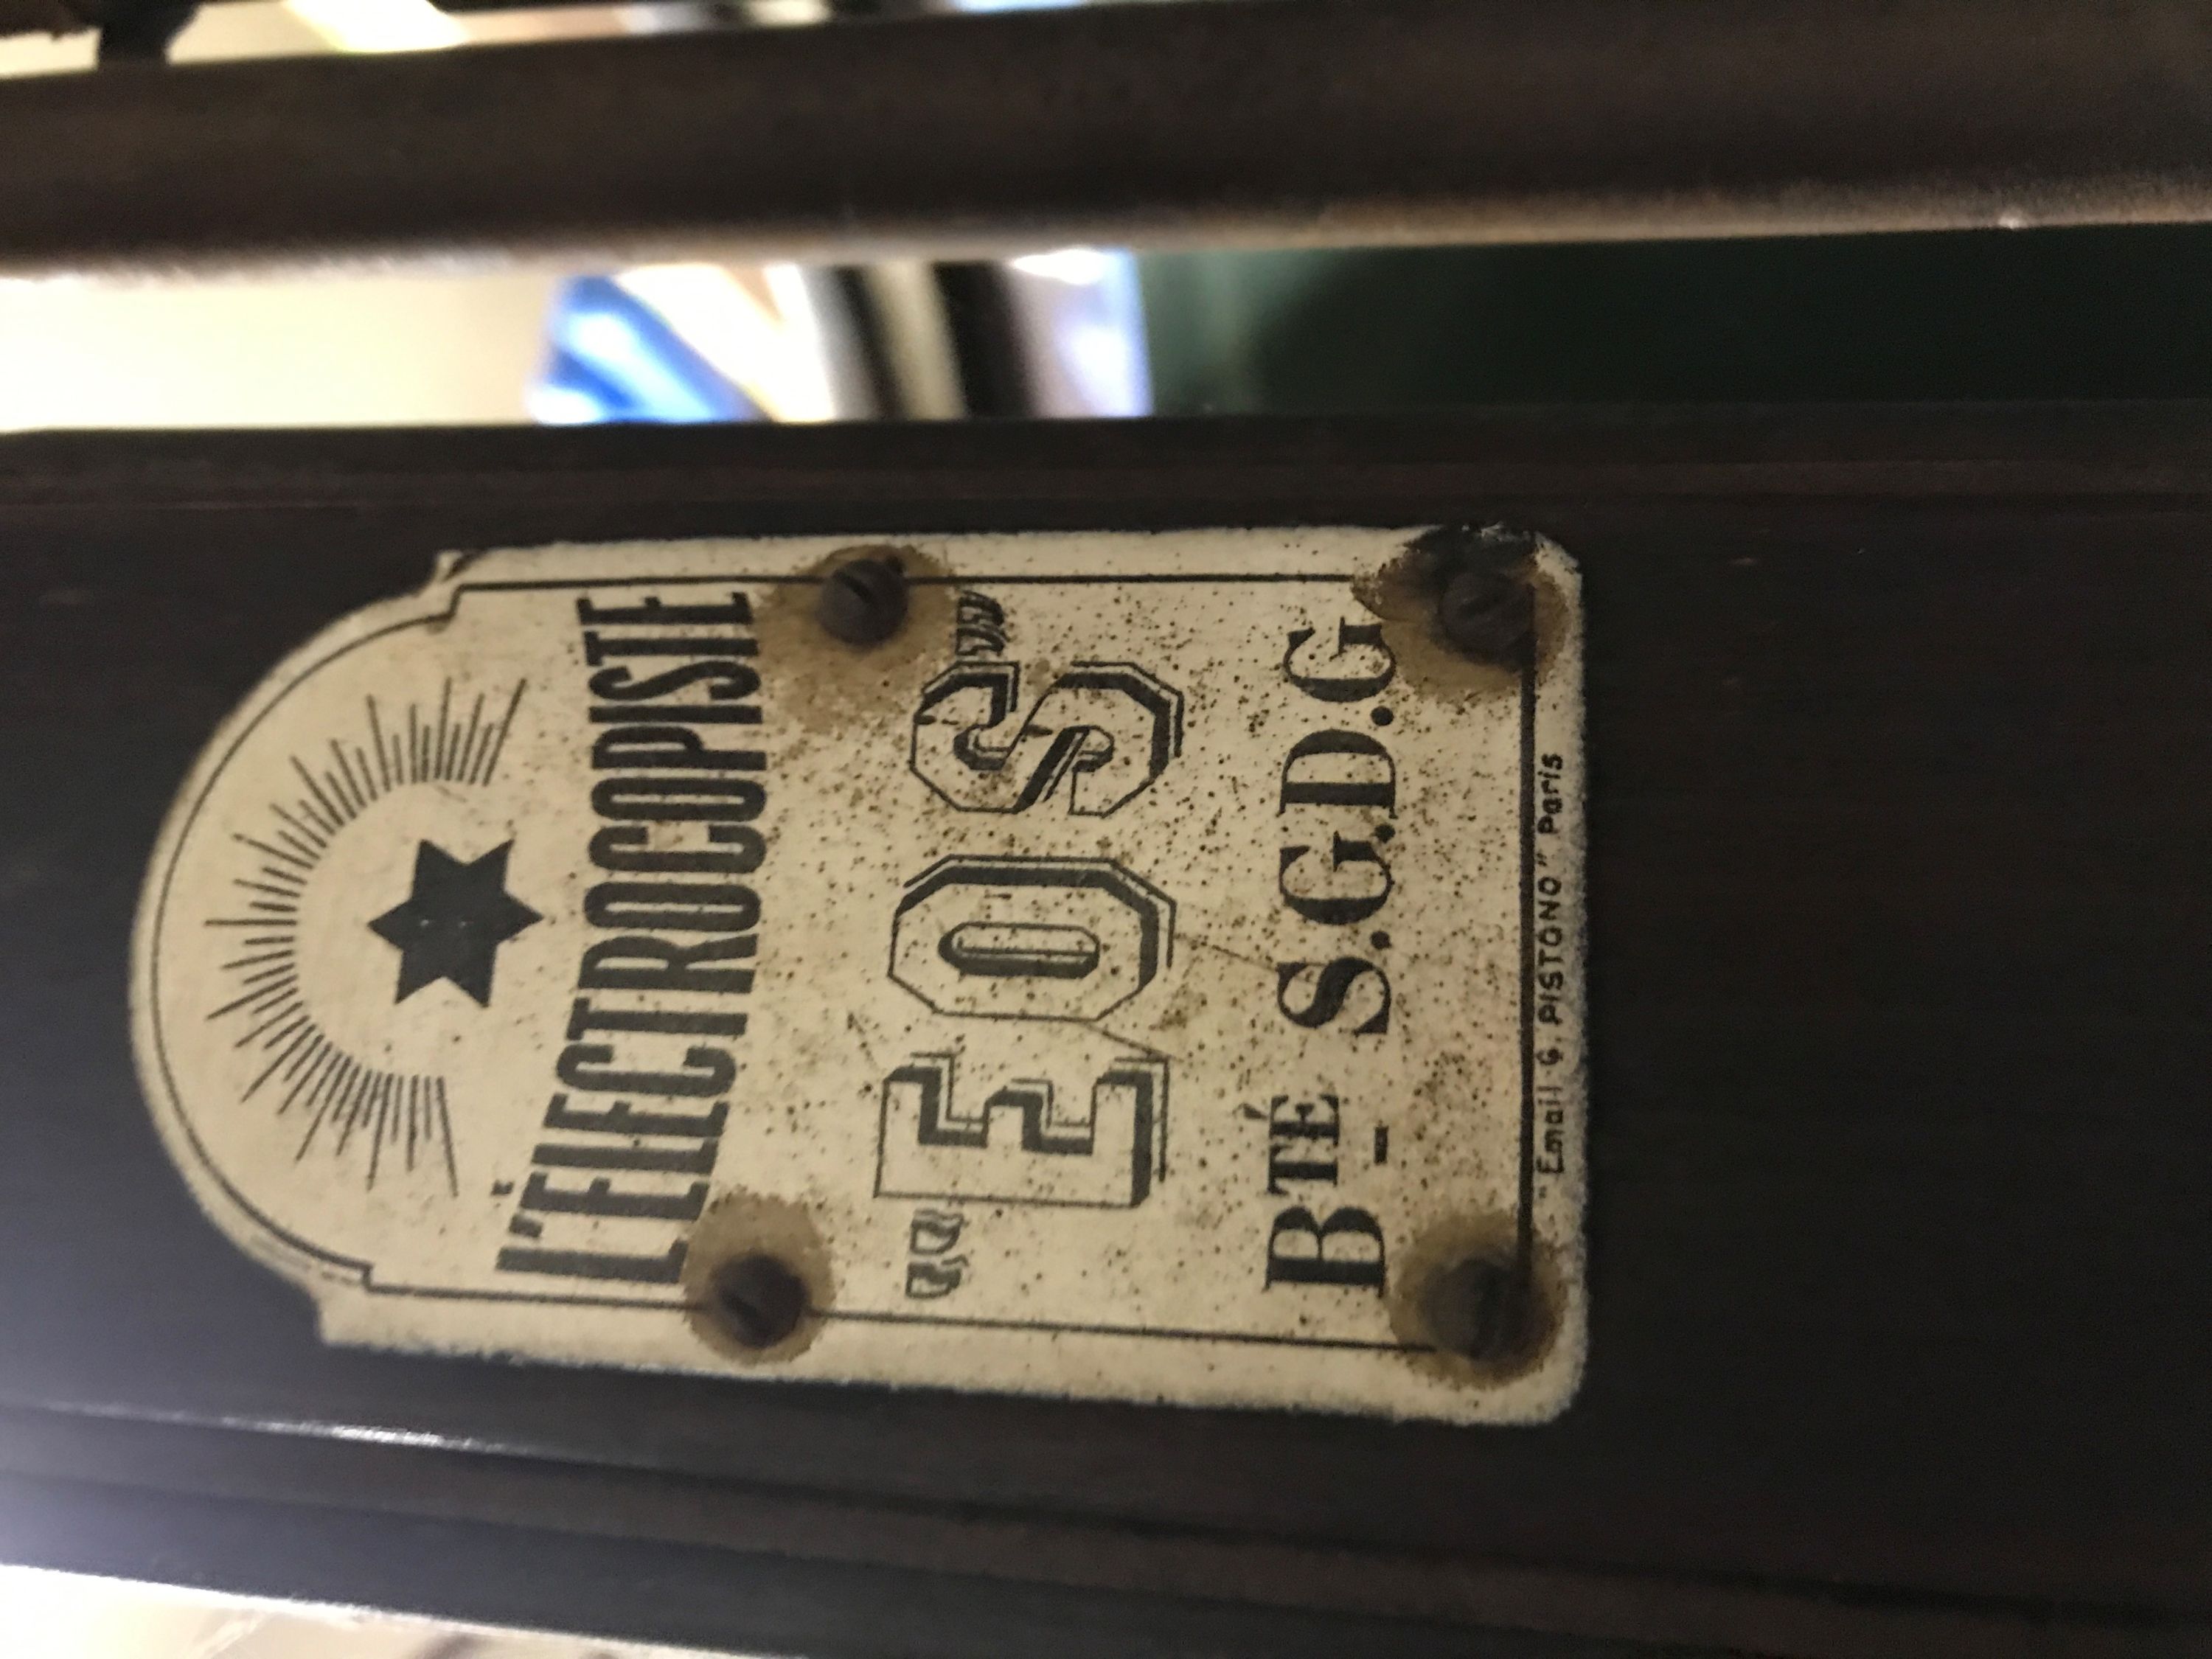 L'ÉLECTROCOPISTE
"EOS"
BTÉ S.G.D.G
"Email G. PISTONO" Paris